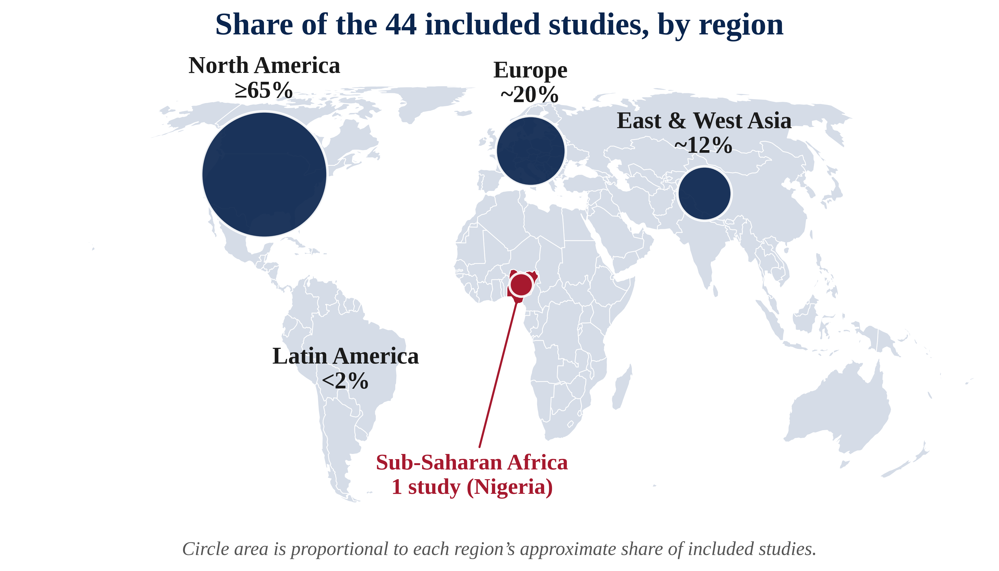 Share of the 44 included studies, by region
North America
≥65%
Europe
~20%
East & West Asia
~12%
Latin America
<2%
Sub-Saharan Africa
1 study (Nigeria)
Circle area is proportional to each region’s approximate share of included studies.